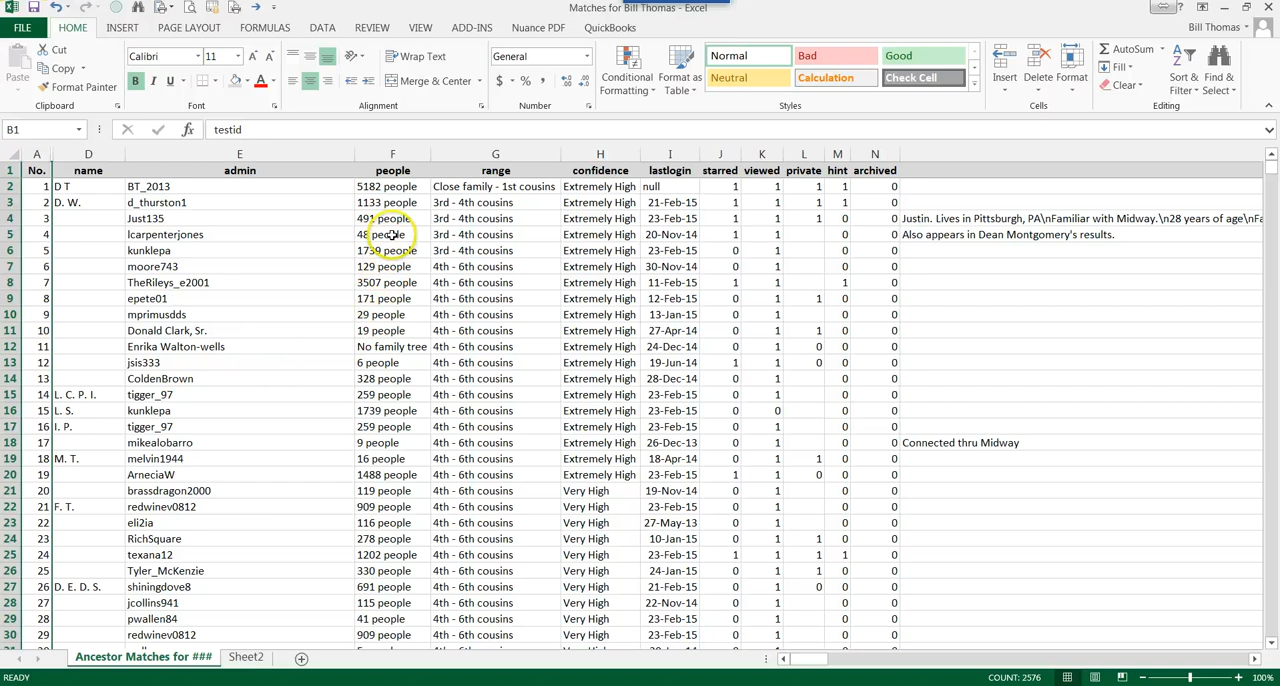 Matches for Bill Thomas - Excel
FILE HOME INSERT PAGE LAYOUT FORMULAS DATA REVIEW VIEW ADD-INS Nuance PDF QuickBooks Bill Thomas
Paste Cut Copy Format Painter Clipboard
Calibri 11 B I U Font
Wrap Text Merge & Center Alignment
General $ % , Number
Conditional Formatting Format as Table Normal Bad Good Neutral Calculation Check Cell Styles
Insert Delete Format Cells
AutoSum Fill Clear Sort & Filter Find & Select Editing
B1 fx testid
A D E F G H I J K L M N
1 No. name admin people range confidence lastlogin starred viewed private hint archived
2 1 D T BT_2013 5182 people Close family - 1st cousins Extremely High null 1 1 1 1 0
3 2 D. W. d_thurston1 1133 people 3rd - 4th cousins Extremely High 21-Feb-15 1 1 1 1 0
4 3 Just135 491 people 3rd - 4th cousins Extremely High 23-Feb-15 1 1 1 0 0 Justin. Lives in Pittsburgh, PA\nFamiliar with Midway.\n28 years of age\nFa
5 4 lcarpenterjones 48 people 3rd - 4th cousins Extremely High 20-Nov-14 1 1 0 0 Also appears in Dean Montgomery's results.
6 5 kunklepa 1739 people 3rd - 4th cousins Extremely High 23-Feb-15 1 1 0 0
7 6 moore743 129 people 4th - 6th cousins Extremely High 30-Nov-14 1 1 0 0
8 7 TheRileys_e2001 3507 people 4th - 6th cousins Extremely High 11-Feb-15 1 1 1 0
9 8 epete01 171 people 4th - 6th cousins Extremely High 12-Feb-15 0 1 1 0 0
10 9 mprimusdds 29 people 4th - 6th cousins Extremely High 13-Jan-15 0 1 0 0
11 10 Donald Clark, Sr. 19 people 4th - 6th cousins Extremely High 27-Apr-14 0 1 1 0 0
12 11 Enrika Walton-wells No family tree 4th - 6th cousins Extremely High 24-Dec-14 0 1 0 0 0
13 12 jsis333 6 people 4th - 6th cousins Extremely High 19-Jun-14 1 1 0 0 0
14 13 ColdenBrown 328 people 4th - 6th cousins Extremely High 28-Dec-14 0 1 0 0
15 14 L. C. P. I. tigger_97 259 people 4th - 6th cousins Extremely High 23-Feb-15 0 1 0 0
16 15 L. S. kunklepa 1739 people 4th - 6th cousins Extremely High 23-Feb-15 0 0 0 0
17 16 I. P. tigger_97 259 people 4th - 6th cousins Extremely High 23-Feb-15 0 1 0 0
18 17 mikealobarro 9 people 4th - 6th cousins Extremely High 26-Dec-13 0 1 0 0 Connected thru Midway
19 18 M. T. melvin1944 16 people 4th - 6th cousins Extremely High 18-Apr-14 0 1 1 0 0
20 19 ArneciaW 1488 people 4th - 6th cousins Extremely High 23-Feb-15 1 1 0 0 0
21 20 brassdragon2000 119 people 4th - 6th cousins Very High 19-Nov-14 0 1 0 0
22 21 F. T. redwinev0812 909 people 4th - 6th cousins Very High 23-Feb-15 0 1 0 0
23 22 eli2ia 116 people 4th - 6th cousins Very High 27-May-13 0 1 0 0
24 23 RichSquare 278 people 4th - 6th cousins Very High 10-Jan-15 0 1 1 0 0
25 24 texana12 1202 people 4th - 6th cousins Very High 23-Feb-15 1 1 1 1 0
26 25 Tyler_McKenzie 330 people 4th - 6th cousins Very High 24-Jan-15 0 1 1 0 0
27 26 D. E. D. S. shiningdove8 691 people 4th - 6th cousins Very High 21-Feb-15 0 1 0 0 0
28 27 jcollins941 115 people 4th - 6th cousins Very High 22-Nov-14 0 1 0 0
29 28 pwallen84 41 people 4th - 6th cousins Very High 23-Feb-15 0 1 0 0
30 29 redwinev0812 909 people 4th - 6th cousins Very High 23-Feb-15 0 1 0 0
Ancestor Matches for ### Sheet2
READY COUNT: 2576 100%